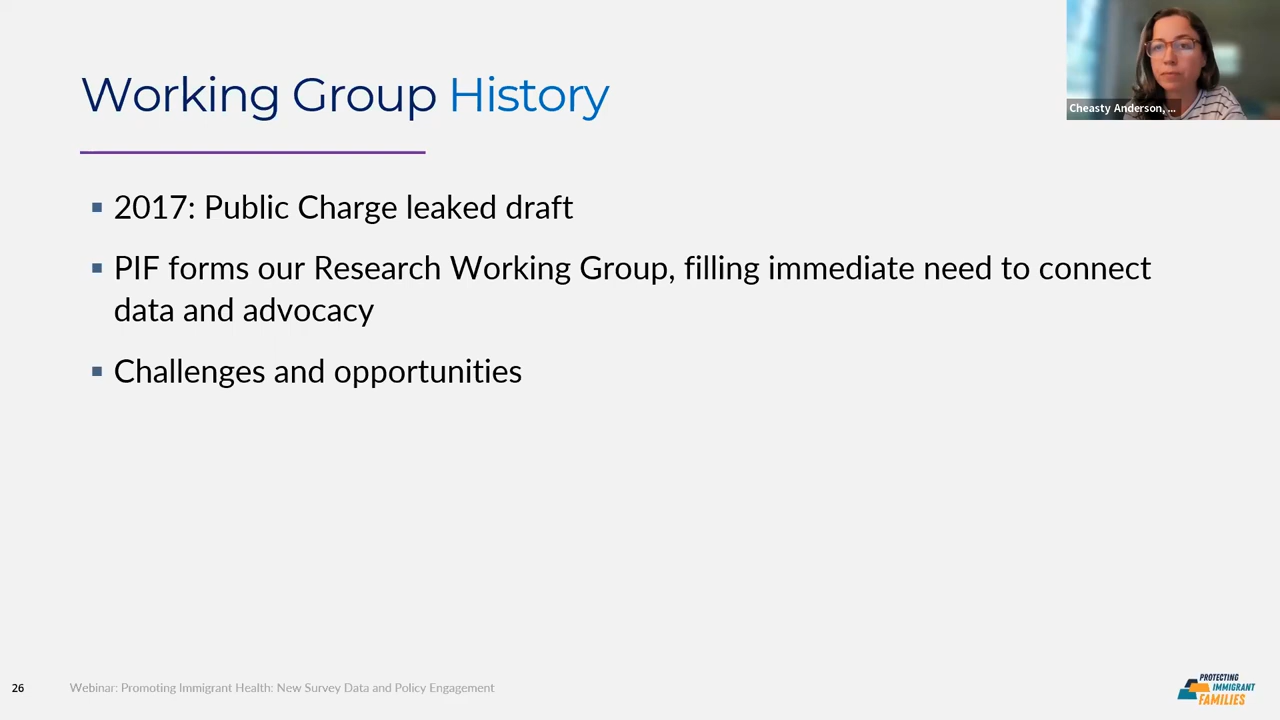 Working Group History
Cheasty Anderson, ...
▪ 2017: Public Charge leaked draft
▪ PIF forms our Research Working Group, filling immediate need to connect
data and advocacy
▪ Challenges and opportunities
26
Webinar: Promoting Immigrant Health: New Survey Data and Policy Engagement
PROTECTING
IMMIGRANT
FAMILIES